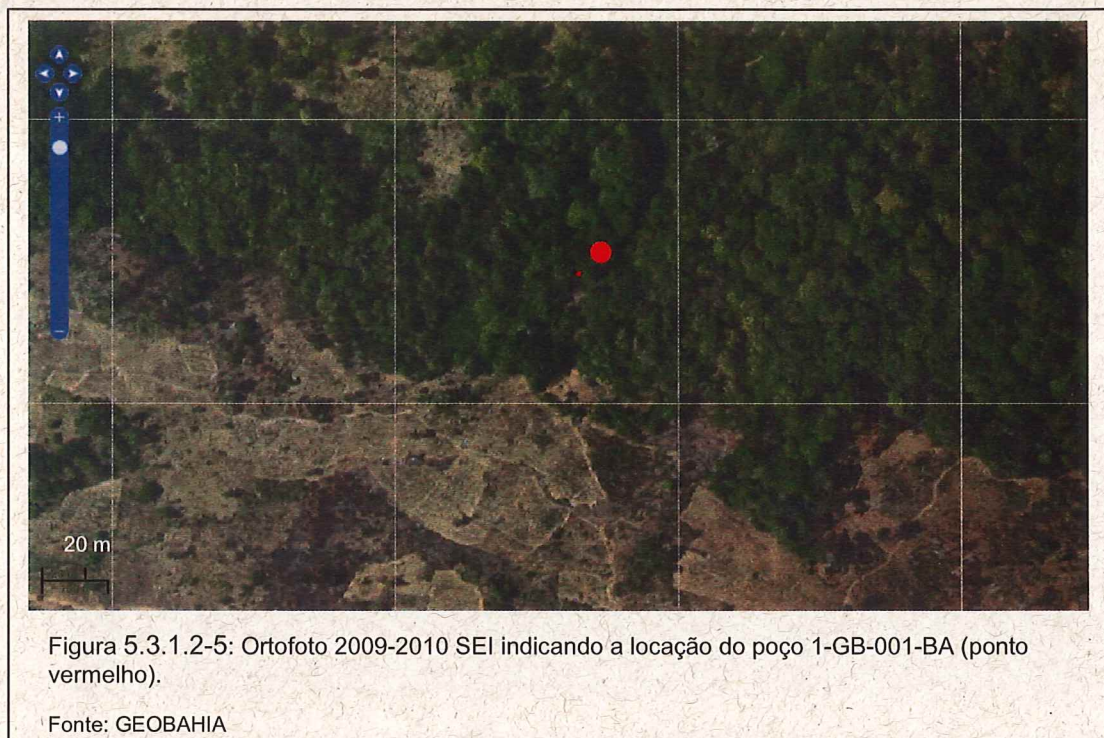 20 m
Figura 5.3.1.2-5: Ortofoto 2009-2010 SEI indicando a locação do poço 1-GB-001-BA (ponto
vermelho).
Fonte: GEOBAHIA